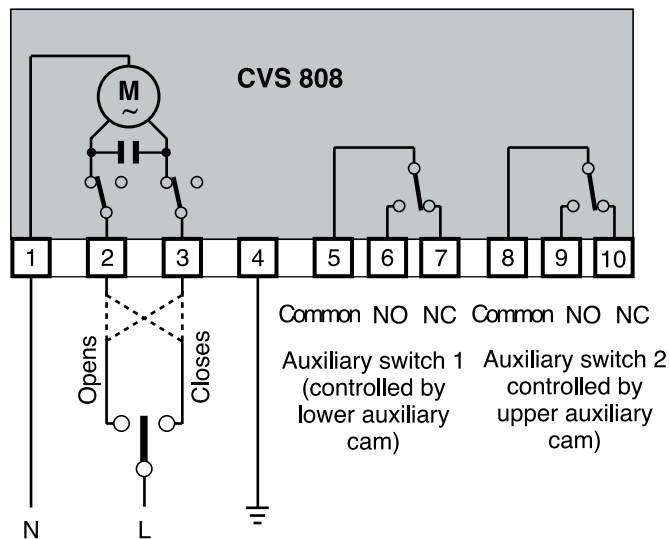 CVS 808
M
~
1 2 3 4 5 6 7 8 9 10
Common NO NC Common NO NC
Opens
Closes
Auxiliary switch 1
(controlled by
lower auxiliary
cam)
Auxiliary switch 2
controlled by
upper auxiliary
cam)
N L